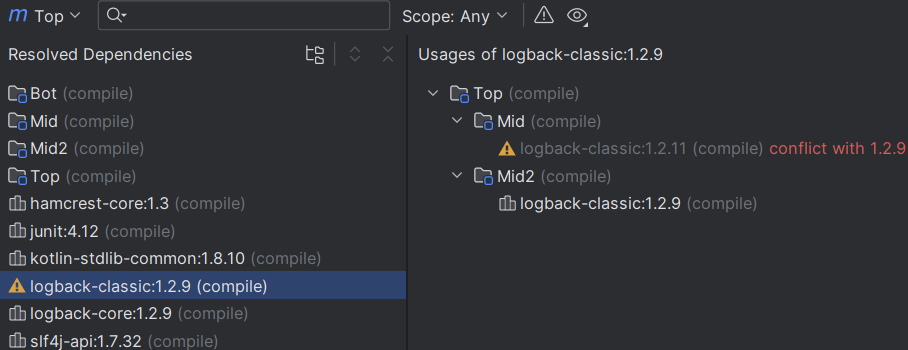 m Top Scope: Any
Resolved Dependencies
Bot (compile)
Mid (compile)
Mid2 (compile)
Top (compile)
hamcrest-core:1.3 (compile)
junit:4.12 (compile)
kotlin-stdlib-common:1.8.10 (compile)
logback-classic:1.2.9 (compile)
logback-core:1.2.9 (compile)
slf4j-api:1.7.32 (compile)
Usages of logback-classic:1.2.9
Top (compile)
Mid (compile)
logback-classic:1.2.11 (compile) conflict with 1.2.9
Mid2 (compile)
logback-classic:1.2.9 (compile)